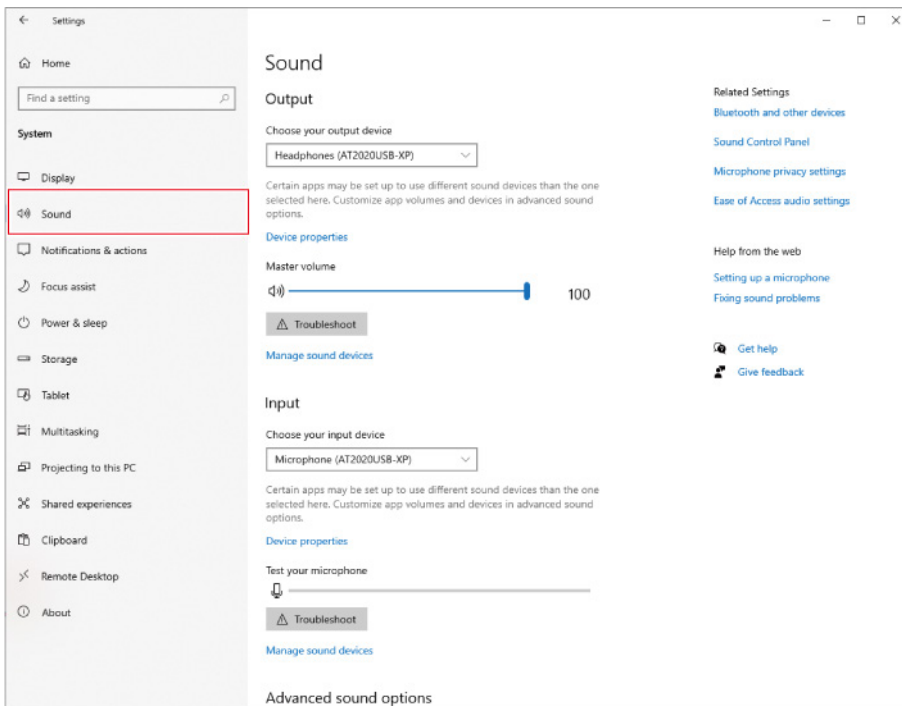 Settings
Home
Find a setting
System
Display
Sound
Notifications & actions
Focus assist
Power & sleep
Storage
Tablet
Multitasking
Projecting to this PC
Shared experiences
Clipboard
Remote Desktop
About
Sound
Output
Choose your output device
Headphones (AT2020USB-XP)
Certain apps may be set up to use different sound devices than the one
selected here. Customize app volumes and devices in advanced sound
options.
Device properties
Master volume
100
Troubleshoot
Manage sound devices
Input
Choose your input device
Microphone (AT2020USB-XP)
Certain apps may be set up to use different sound devices than the one
selected here. Customize app volumes and devices in advanced sound
options.
Device properties
Test your microphone
Troubleshoot
Manage sound devices
Advanced sound options
Related Settings
Bluetooth and other devices
Sound Control Panel
Microphone privacy settings
Ease of Access audio settings
Help from the web
Setting up a microphone
Fixing sound problems
Get help
Give feedback